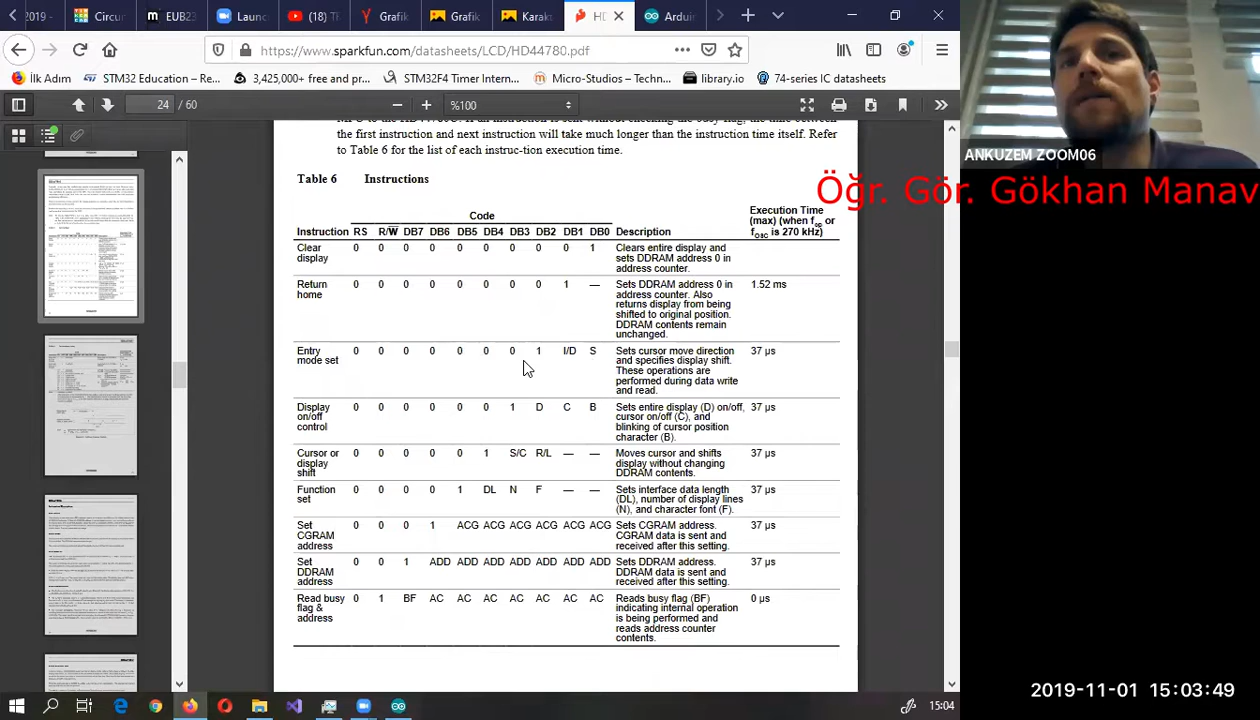 2019 -
Circui
EUB23
Launc
(18) T
Grafik
Grafik
Karak
HD
Arduin
https://www.sparkfun.com/datasheets/LCD/HD44780.pdf
İlk Adım
STM32 Education – Re...
3,425,000+ free and pr...
STM32F4 Timer Intern...
Micro-Studios – Techn...
library.io
74-series IC datasheets
24 / 60
%100
the first instruction and next instruction will take much longer than the instruction time itself. Refer
to Table 6 for the list of each instruc-tion execution time.
Table 6 Instructions
Code
Execution Time
(max) (when fcp or
fOSC is 270 kHz)
Instruction RS R/W DB7 DB6 DB5 DB4 DB3 DB2 DB1 DB0 Description
Clear 0 0 0 0 0 0 0 0 0 1 Clears entire display and
display sets DDRAM address 0 in
address counter.
Return 0 0 0 0 0 0 0 0 1 — Sets DDRAM address 0 in 1.52 ms
home address counter. Also
returns display from being
shifted to original position.
DDRAM contents remain
unchanged.
Entry 0 0 0 0 0 0 0 1 I/D S Sets cursor move direction 37 µs
mode set and specifies display shift.
These operations are
performed during data write
and read.
Display 0 0 0 0 0 0 1 D C B Sets entire display (D) on/off, 37 µs
on/off cursor on/off (C), and
control blinking of cursor position
character (B).
Cursor or 0 0 0 0 0 1 S/C R/L — — Moves cursor and shifts 37 µs
display display without changing
shift DDRAM contents.
Function 0 0 0 0 1 DL N F — — Sets interface data length 37 µs
set (DL), number of display lines
(N), and character font (F).
Set 0 0 0 1 ACG ACG ACG ACG ACG ACG Sets CGRAM address. 37 µs
CGRAM CGRAM data is sent and
address received after this setting.
Set 0 0 1 ADD ADD ADD ADD ADD ADD ADD Sets DDRAM address. 37 µs
DDRAM DDRAM data is sent and
address received after this setting.
Read busy 0 1 BF AC AC AC AC AC AC AC Reads busy flag (BF) 0 µs
flag & indicating internal operation
address is being performed and
reads address counter
contents.
ANKUZEM ZOOM06
Öğr. Gör. Gökhan Manav
2019-11-01 15:03:49
15:04